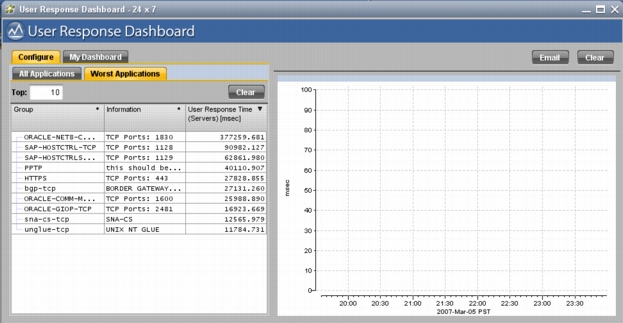 User Response Dashboard - 24 x 7
User Response Dashboard
Configure My Dashboard
Email Clear
All Applications Worst Applications
Top: 10 Clear
Group Information User Response Time (Servers) [msec]
ORACLE-NET8-C... TCP Ports: 1830 377259.681
SAP-HOSTCTRL-TCP TCP Ports: 1128 90982.127
SAP-HOSTCTRLS... TCP Ports: 1129 62861.980
PPTP this should be... 40110.907
HTTPS TCP Ports: 443 27828.855
bgp-tcp BORDER GATEWAY... 27131.260
ORACLE-COMM-M... TCP Ports: 1600 25988.890
ORACLE-GIOP-TCP TCP Ports: 2481 16923.669
sna-cs-tcp SNA-CS 12565.979
unglue-tcp UNIX NT GLUE 11784.731
100
90
80
70
60
50
40
30
20
10
0
msec
20:00 20:30 21:00 21:30 22:00 22:30 23:00 23:30
2007-Mar-05 PST